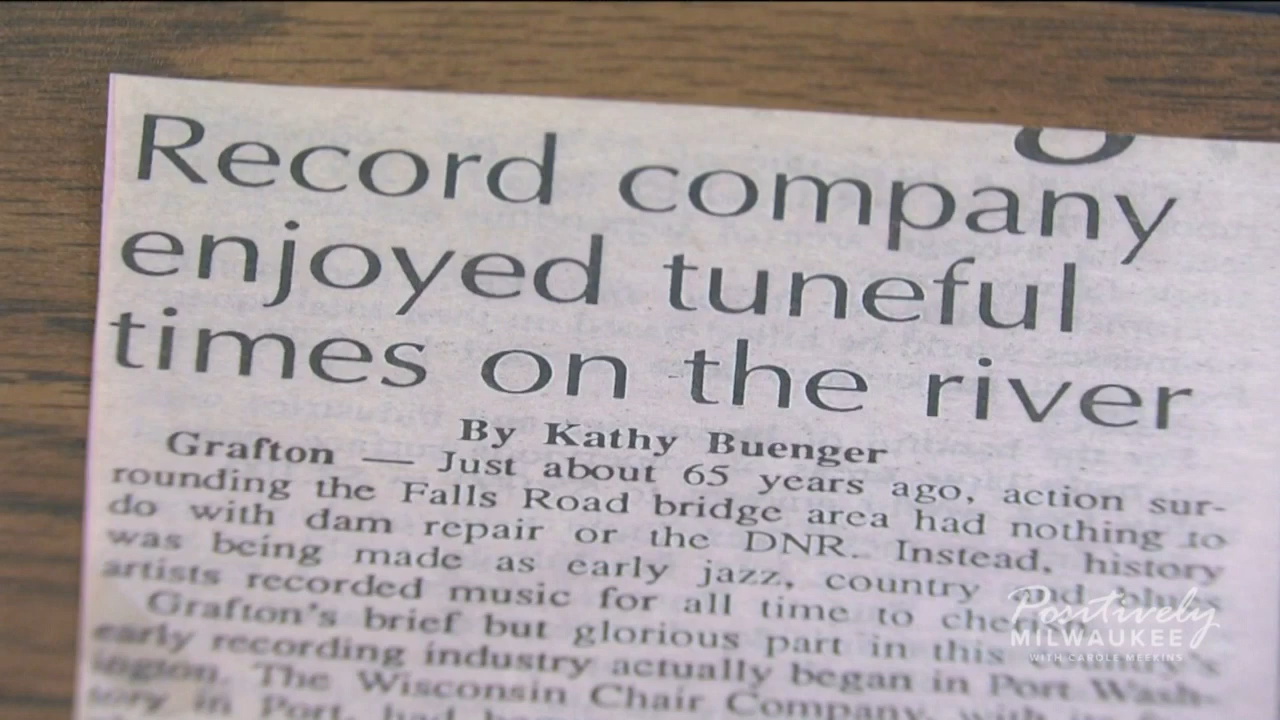 Record company
enjoyed tuneful
times on the river
By Kathy Buenger
Grafton — Just about 65 years ago, action sur-
rounding the Falls Road bridge area had nothing to
do with dam repair or the DNR. Instead, history
was being made as early jazz, country and blues
artists recorded music for all time to
Grafton's brief but glorious part in this
early recording industry actually began in Port Wash-
ington. The Wisconsin Chair Company, with
in Port, had
Positively
MILWAUKEE
WITH CAROLE MEEKINS